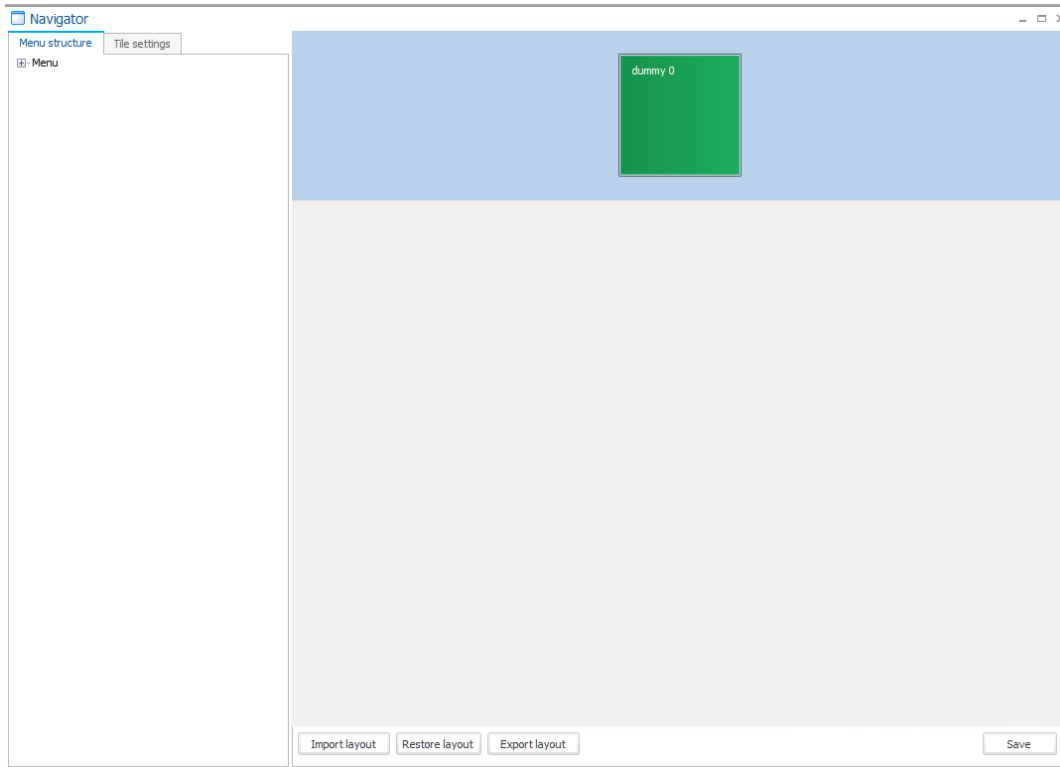 Navigator
Menu structure
Tile settings
Menu
dummy 0
Import layout
Restore layout
Export layout
Save